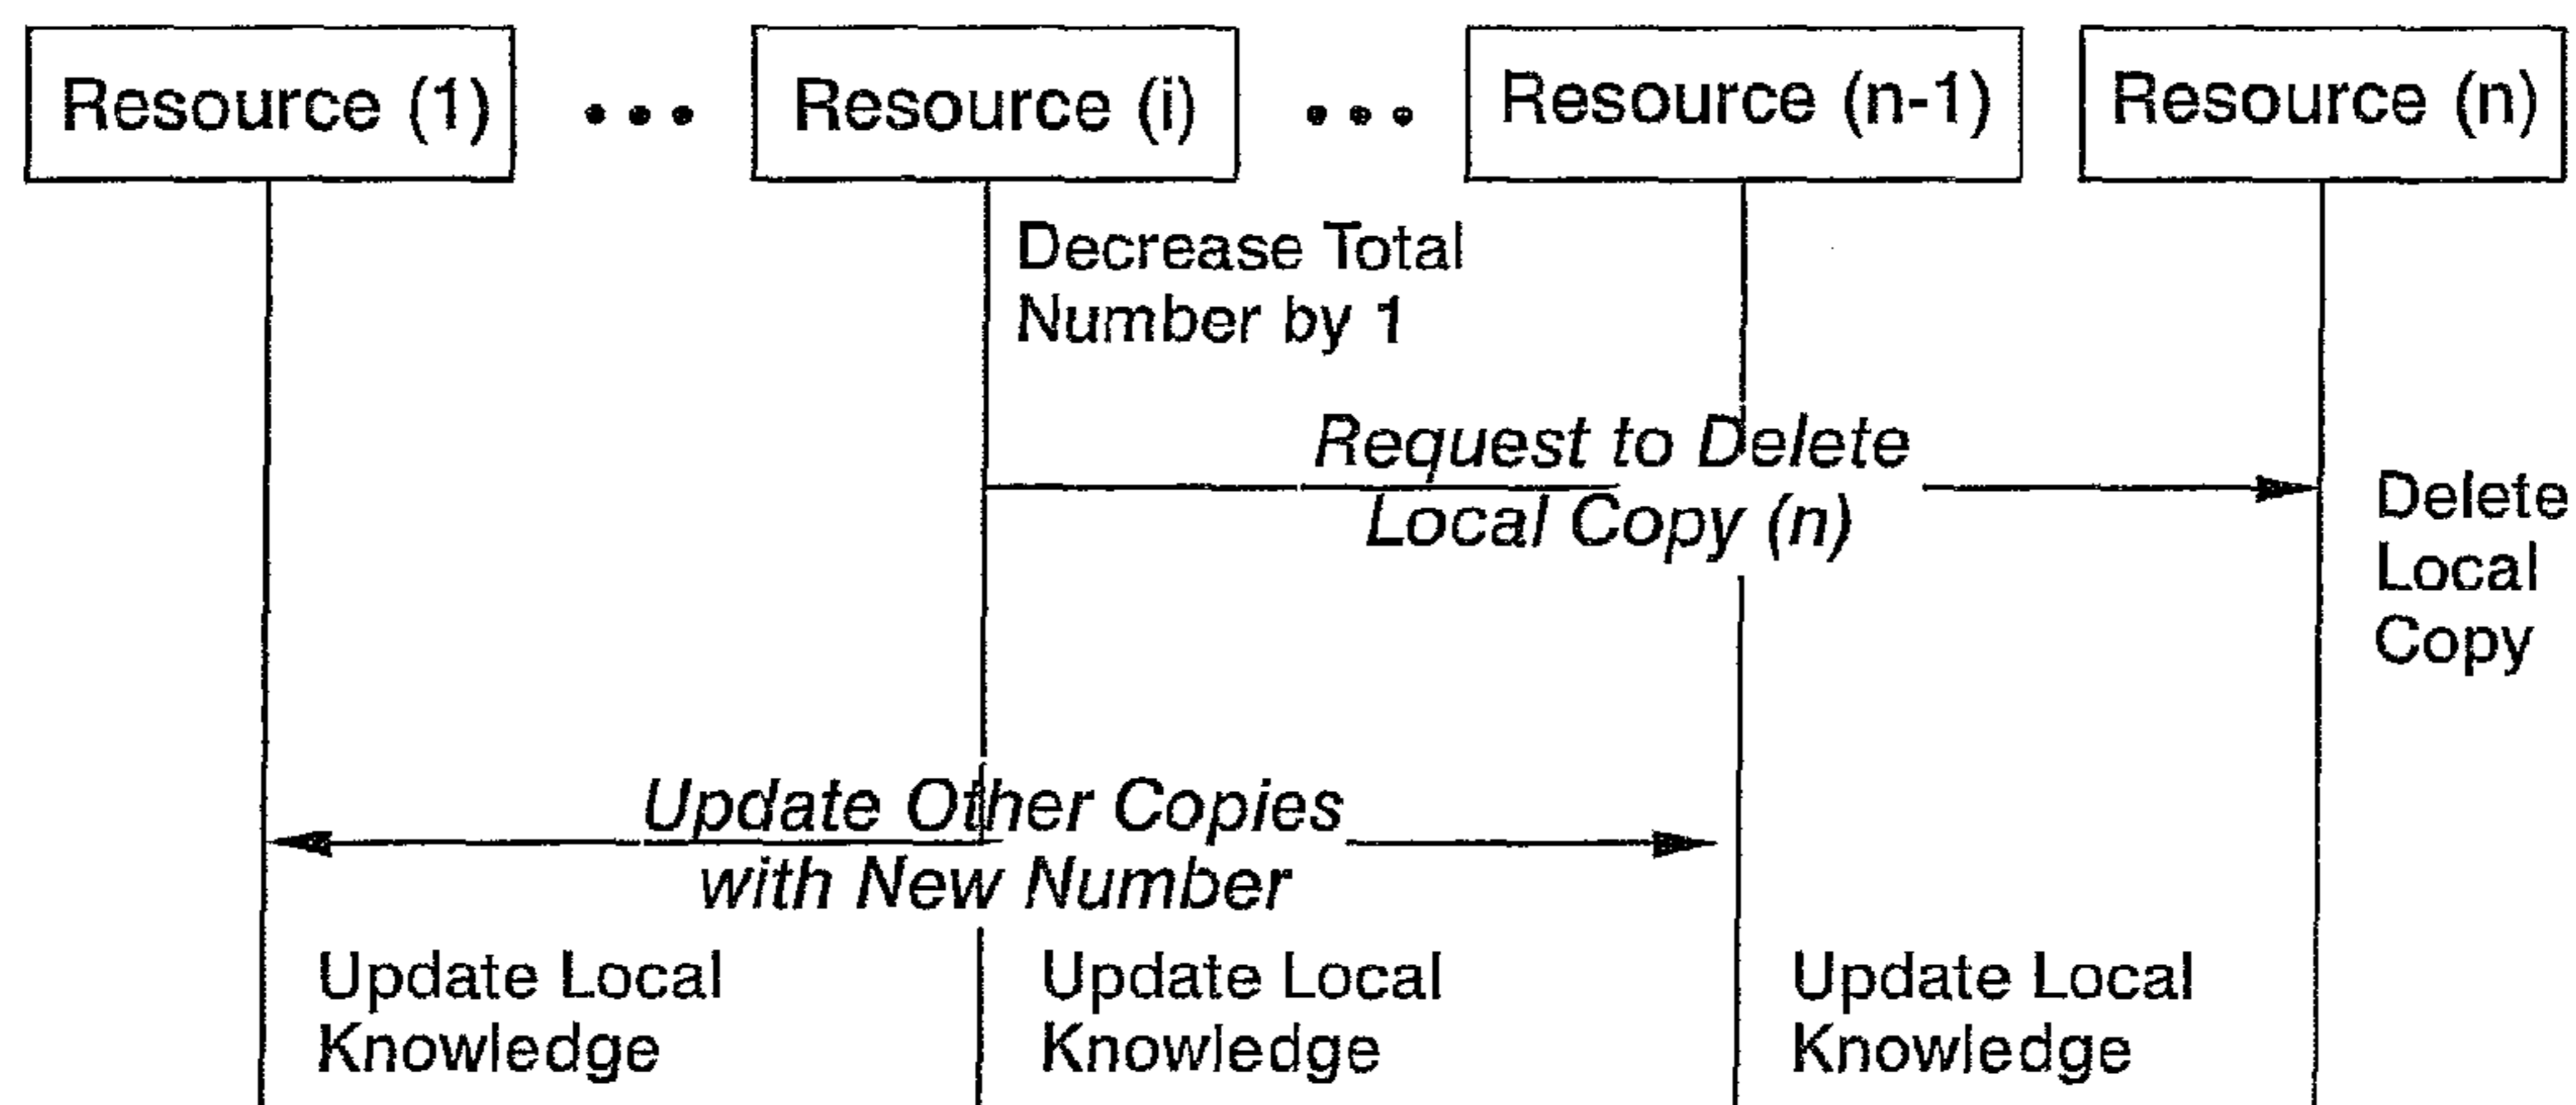 Resource (1) ... Resource (i) ... Resource (n-1) Resource (n)
Decrease Total
Number by 1
Request to Delete
Local Copy (n)
Delete
Local
Copy
Update Other Copies
with New Number
Update Local
Knowledge
Update Local
Knowledge
Update Local
Knowledge